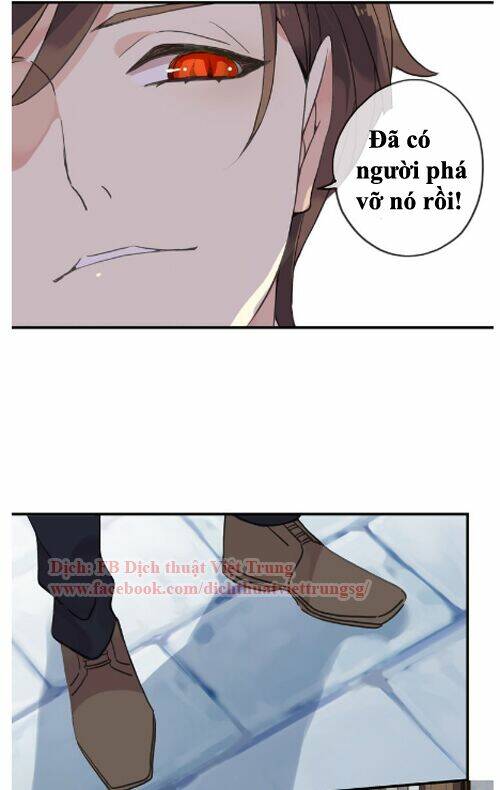 Đã có
người phá
vỡ nó rồi!
Dịch: FB Dịch thuật Việt Trung
www.facebook.com/dichthuatviettrungsg/